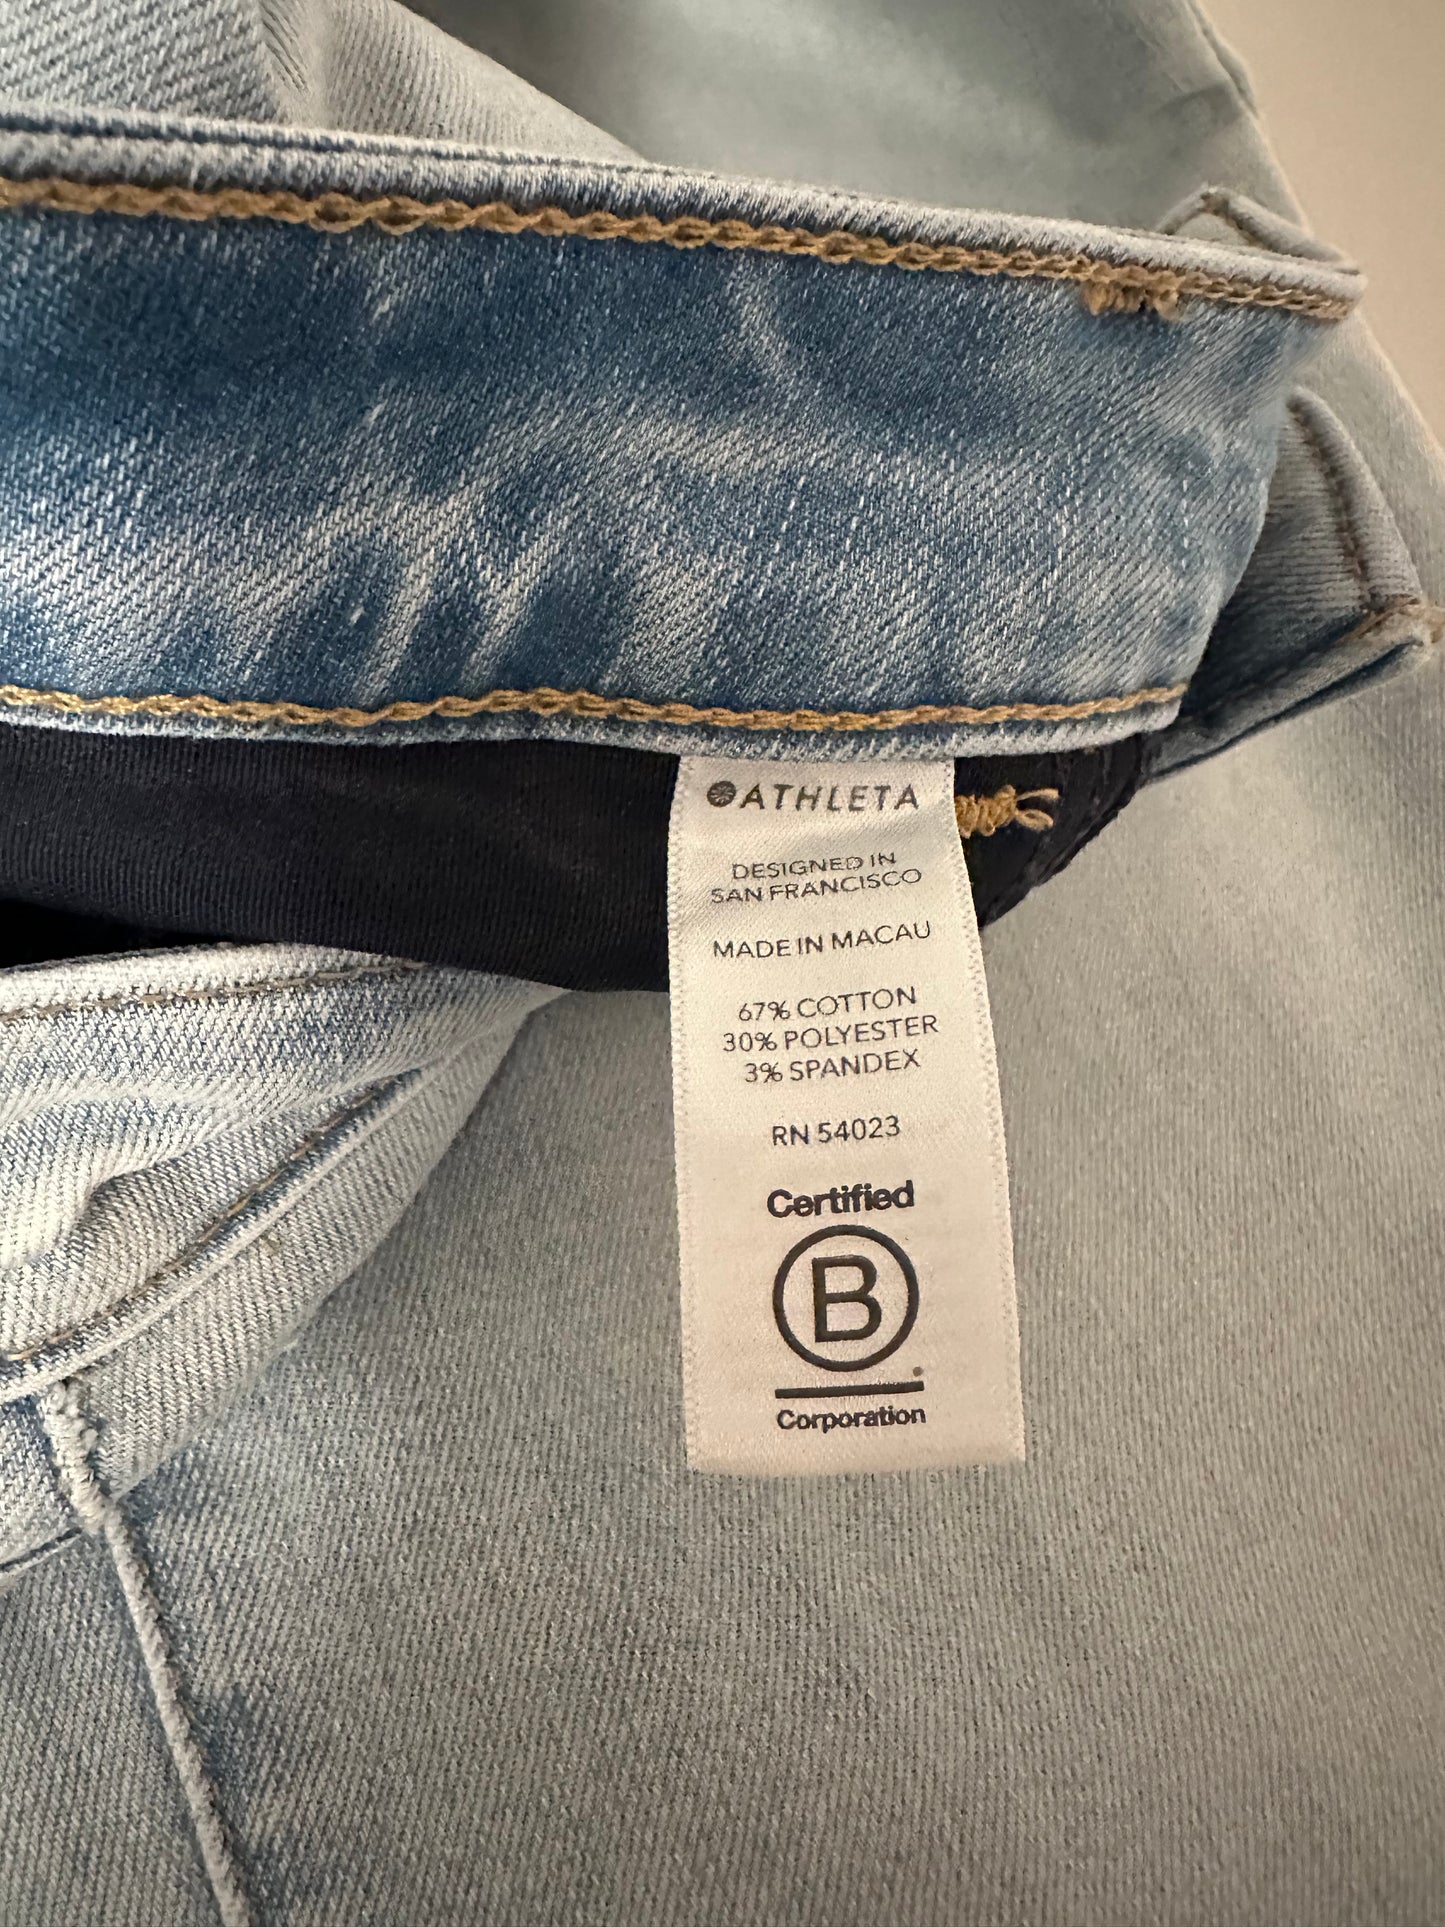 ATHLETA
DESIGNED IN
SAN FRANCISCO
MADE IN MACAU
67% COTTON
30% POLYESTER
3% SPANDEX
RN 54023
Certified
B
Corporation